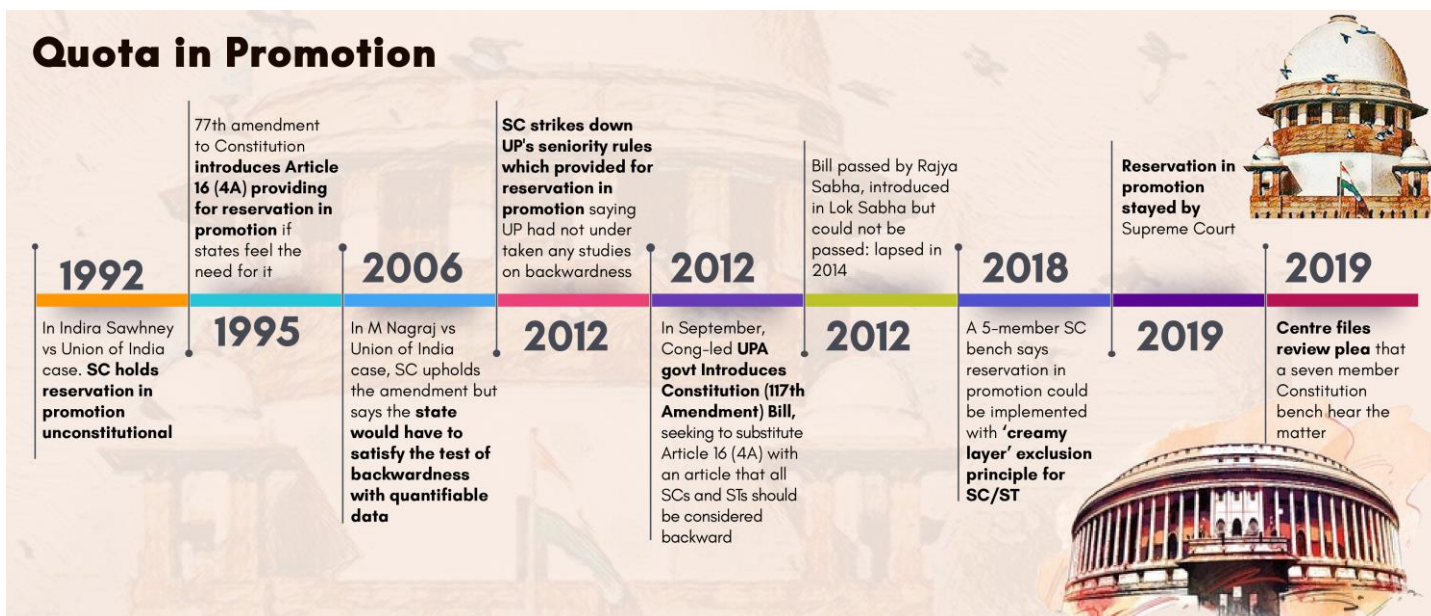 Quota in Promotion
1992
In Indira Sawhney
vs Union of India
case. SC holds
reservation in
promotion
unconstitutional
77th amendment
to Constitution
introduces Article
16 (4A) providing
for reservation in
promotion if
states feel the
need for it
1995
2006
In M Nagraj vs
Union of India
case, SC upholds
the amendment but
says the state
would have to
satisfy the test of
backwardness
with quantifiable
data
SC strikes down
UP's seniority rules
which provided for
reservation in
promotion saying
UP had not under
taken any studies
on backwardness
2012
2012
In September,
Cong-led UPA
govt Introduces
Constitution (117th
Amendment) Bill,
seeking to substitute
Article 16 (4A) with
an article that all
SCs and STs should
be considered
backward
Bill passed by Rajya
Sabha, introduced
in Lok Sabha but
could not be
passed: lapsed in
2014
2012
2018
A 5-member SC
bench says
reservation in
promotion could
be implemented
with ‘creamy
layer’ exclusion
principle for
SC/ST
Reservation in
promotion
stayed by
Supreme Court
2019
2019
Centre files
review plea that
a seven member
Constitution
bench hear the
matter